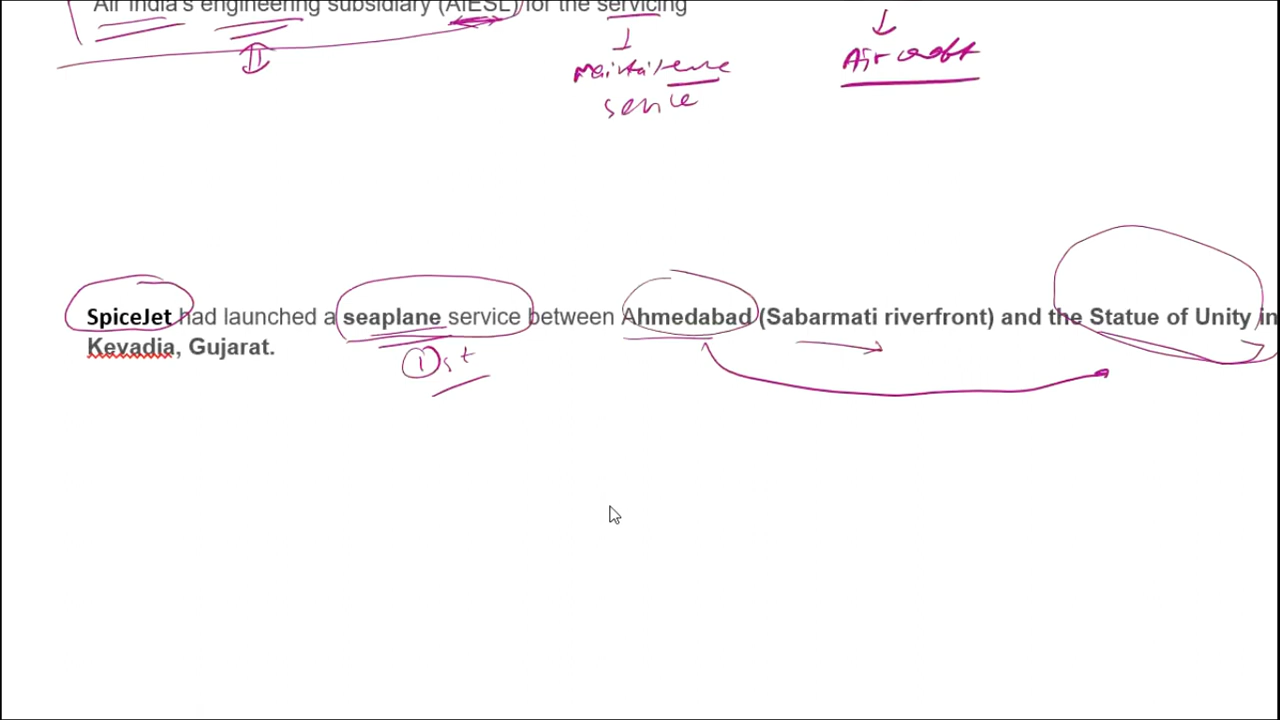 Air India's engineering subsidiary (AIESL) for the servicing
Aircraft
service
SpiceJet had launched a seaplane service between Ahmedabad (Sabarmati riverfront) and the Statue of Unity in
Kevadia, Gujarat.
1st